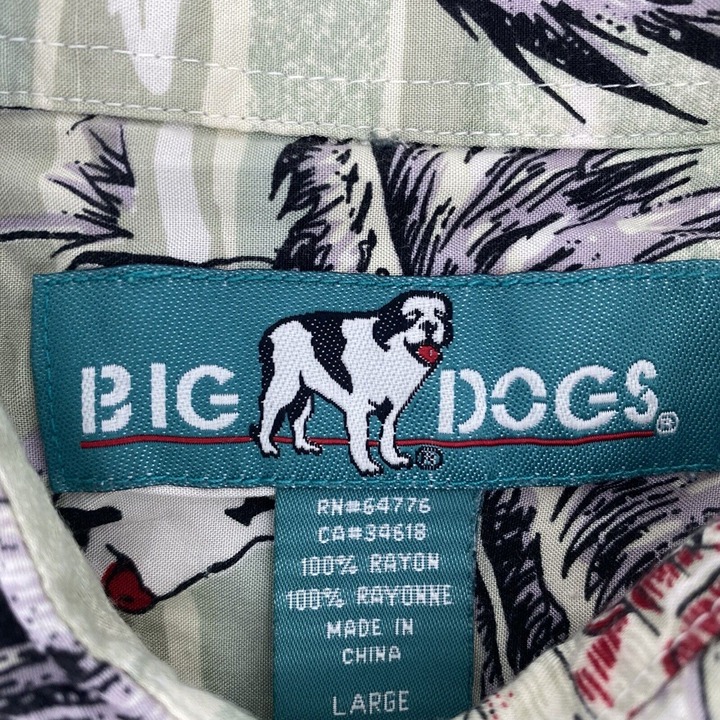 BIG DOGS®
®
RN#64776
CA#34618
100% RAYON
100% RAYONNE
MADE IN
CHINA
LARGE